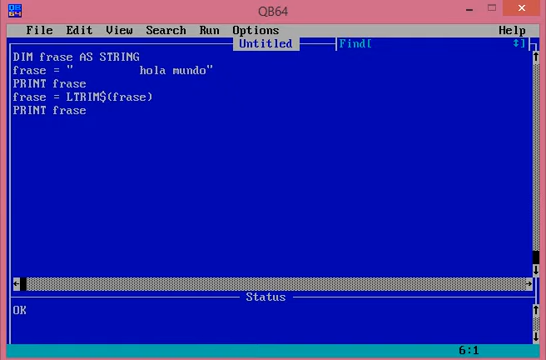 QB64
File Edit View Search Run Options Help
Untitled Find[
DIM frase AS STRING
frase = "          hola mundo"
PRINT frase
frase = LTRIM$(frase)
PRINT frase
Status
OK
6:1